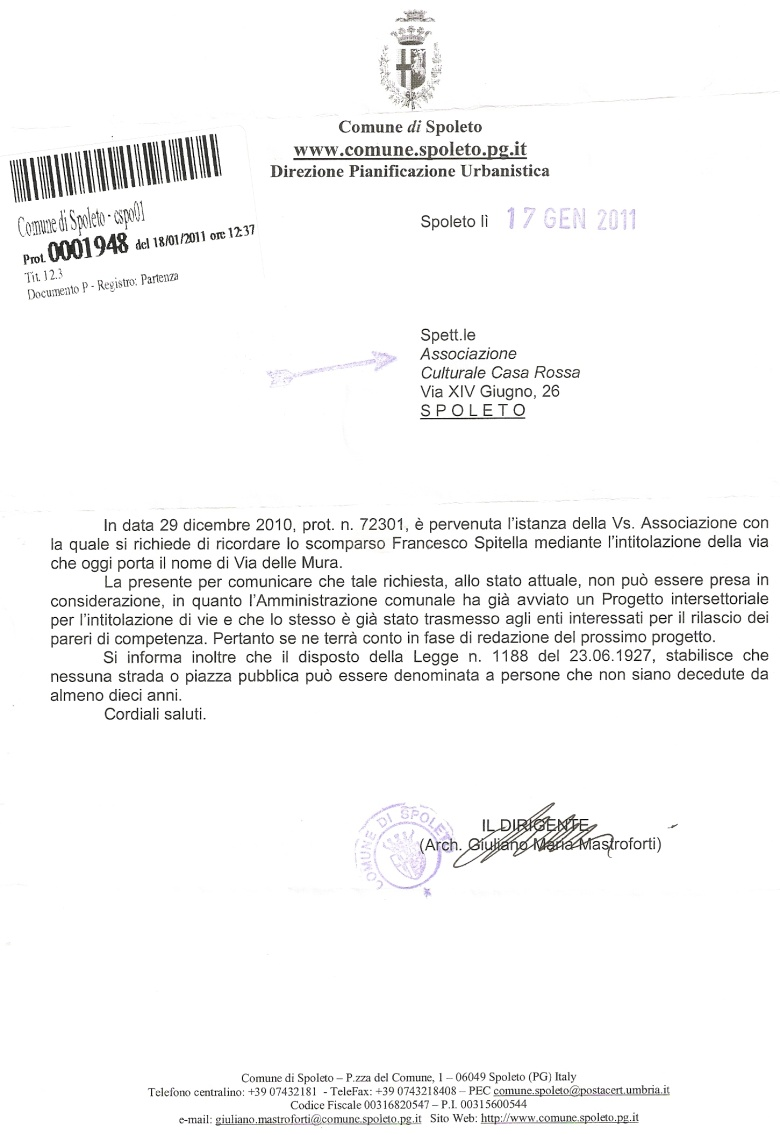 Comune di Spoleto
www.comune.spoleto.pg.it
Direzione Pianificazione Urbanistica
Comune di Spoleto - cspo01
Prot. 0001948 del 18/01/2011 ore 12:37
Tit. 12.3
Documento P - Registro: Partenza
Spoleto lì 17 GEN 2011
Spett.le
Associazione
Culturale Casa Rossa
Via XIV Giugno, 26
S P O L E T O
In data 29 dicembre 2010, prot. n. 72301, è pervenuta l'istanza della Vs. Associazione con
la quale si richiede di ricordare lo scomparso Francesco Spitella mediante l'intitolazione della via
che oggi porta il nome di Via delle Mura.
La presente per comunicare che tale richiesta, allo stato attuale, non può essere presa in
considerazione, in quanto l'Amministrazione comunale ha già avviato un Progetto intersettoriale
per l'intitolazione di vie e che lo stesso è già stato trasmesso agli enti interessati per il rilascio dei
pareri di competenza. Pertanto se ne terrà conto in fase di redazione del prossimo progetto.
Si informa inoltre che il disposto della Legge n. 1188 del 23.06.1927, stabilisce che
nessuna strada o piazza pubblica può essere denominata a persone che non siano decedute da
almeno dieci anni.
Cordiali saluti.
COMUNE DI SPOLETO
IL DIRIGENTE
(Arch. Giuliano Maria Mastroforti)
Comune di Spoleto – P.zza del Comune, 1 – 06049 Spoleto (PG) Italy
Telefono centralino: +39 07432181 - TeleFax: +39 0743218408 – PEC comune.spoleto@postacert.umbria.it
Codice Fiscale 00316820547 – P.I. 00315600544
e-mail: giuliano.mastroforti@comune.spoleto.pg.it Sito Web: http://www.comune.spoleto.pg.it